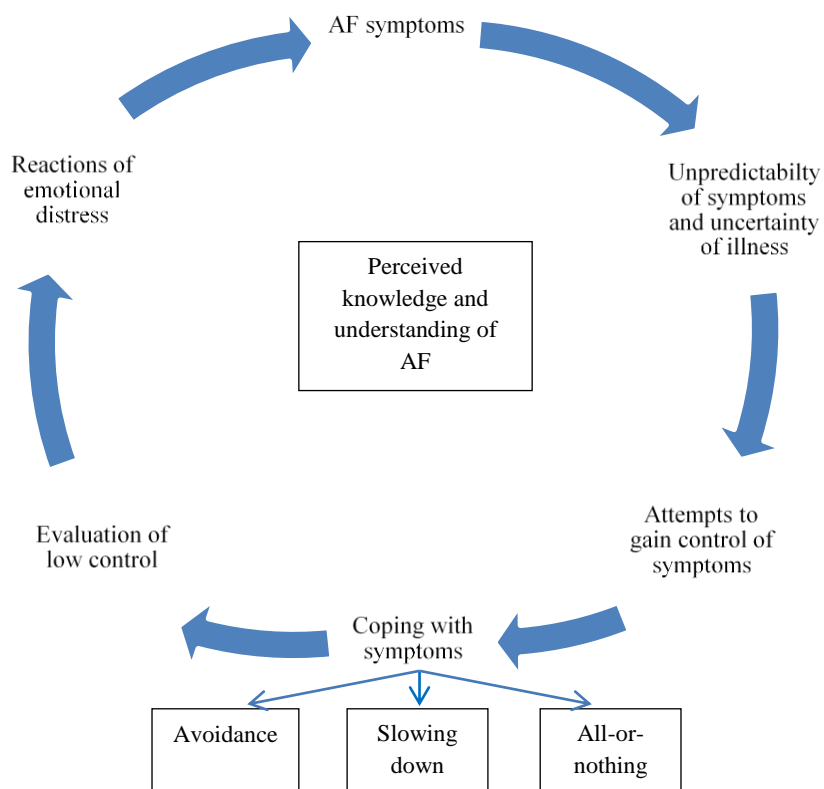 AF symptoms
Unpredictabilty
of symptoms
and uncertainty
of illness
Attempts to
gain control of
symptoms
Coping with
symptoms
Avoidance
Slowing
down
All-or-
nothing
Evaluation of
low control
Reactions of
emotional
distress
Perceived
knowledge and
understanding of
AF